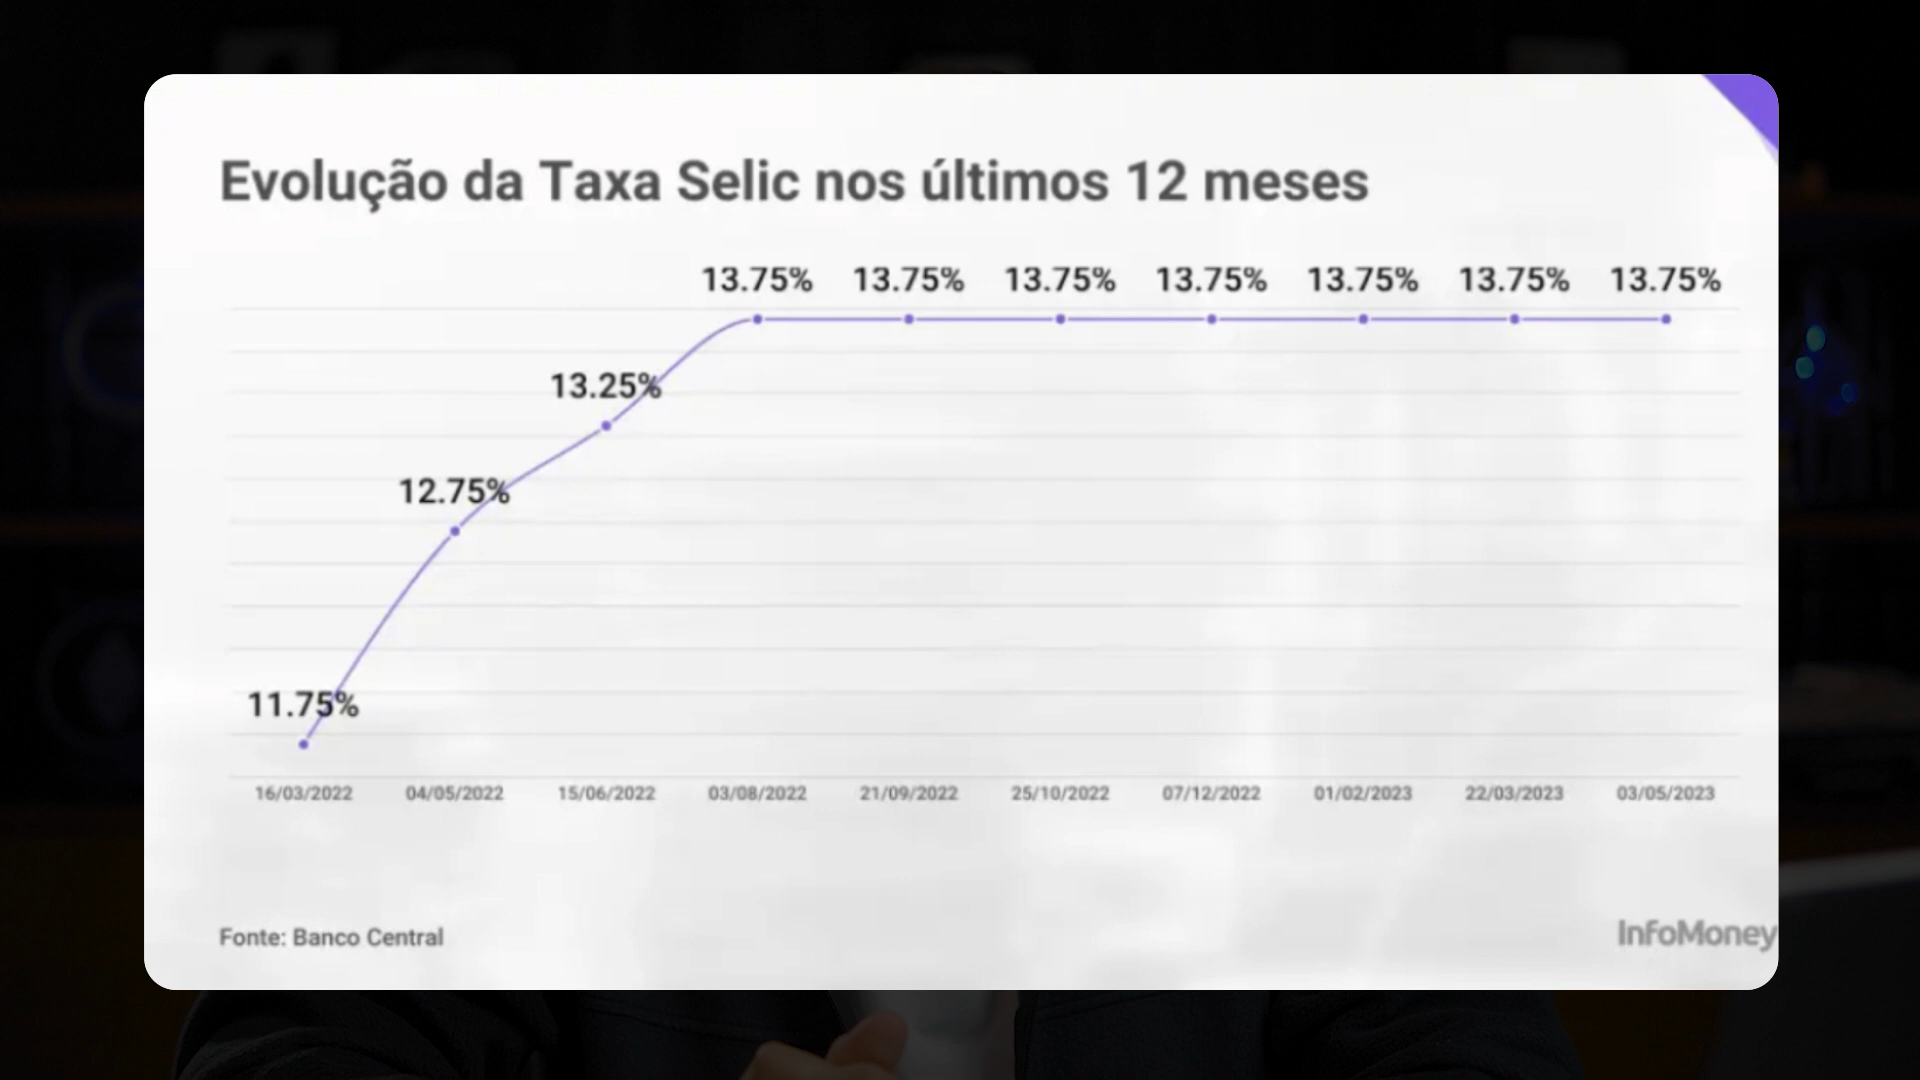 Evolução da Taxa Selic nos últimos 12 meses
13.75% 13.75% 13.75% 13.75% 13.75% 13.75% 13.75%
13.25%
12.75%
11.75%
16/03/2022 04/05/2022 15/06/2022 03/08/2022 21/09/2022 25/10/2022 07/12/2022 01/02/2023 22/03/2023 03/05/2023
Fonte: Banco Central
InfoMoney